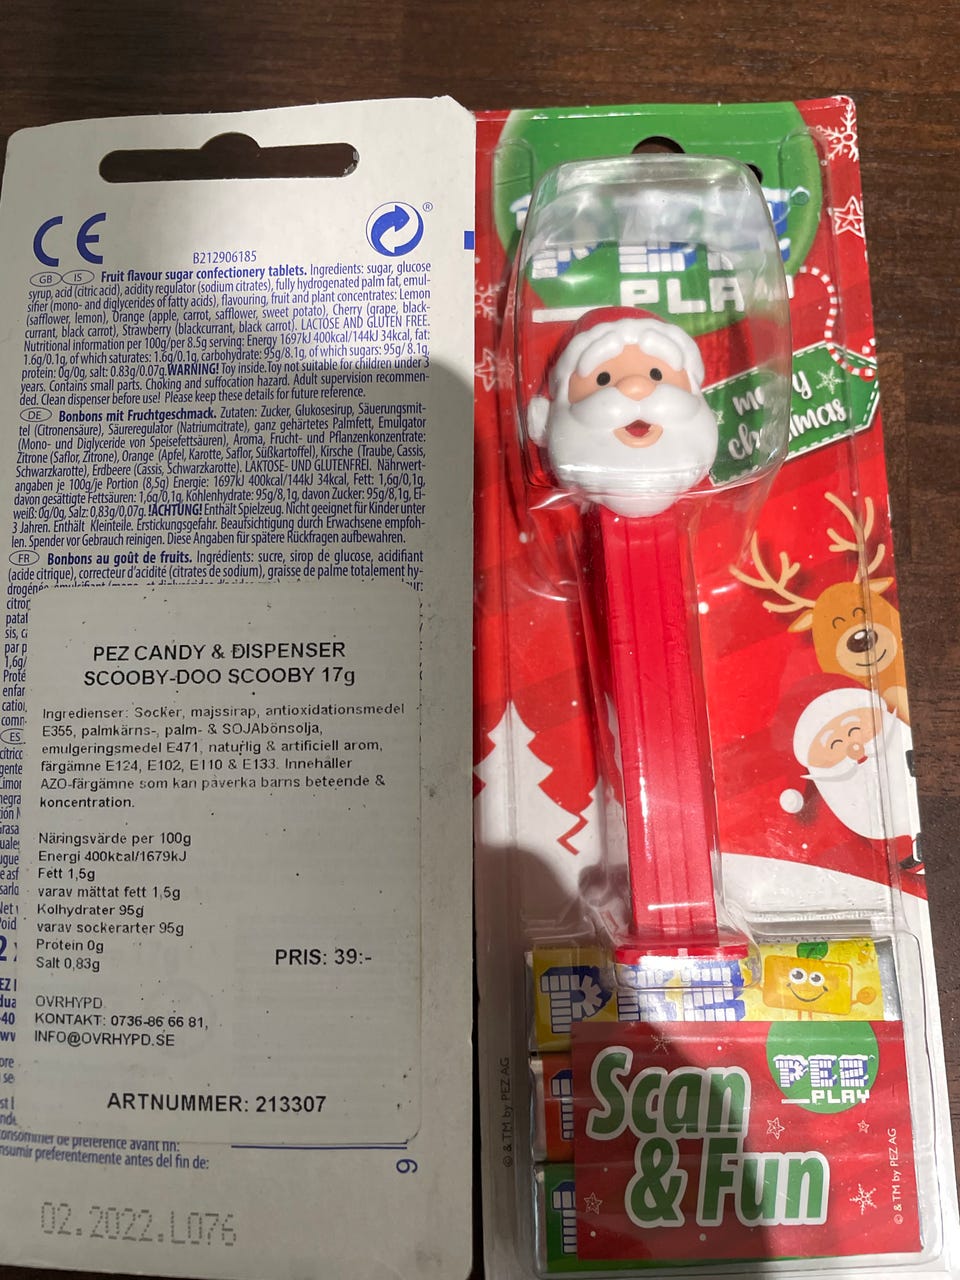 CE
®
B212906185
GB IS Fruit flavour sugar confectionery tablets. Ingredients: sugar, glucose
syrup, acid (citric acid), acidity regulator (sodium citrates), fully hydrogenated palm fat, emul-
sifier (mono- and diglycerides of fatty acids), flavouring, fruit and plant concentrates: Lemon
(safflower, lemon), Orange (apple, carrot, safflower, sweet potato), Cherry (grape, black-
currant, black carrot), Strawberry (blackcurrant, black carrot). LACTOSE AND GLUTEN FREE.
Nutritional information per 100g/per 8.5g serving: Energy 1697kJ 400kcal/144kJ 34kcal, fat:
1.6g/0.1g, of which saturates: 1.6g/0.1g, carbohydrate: 95g/8.1g, of which sugars: 95g/ 8.1g,
protein: 0g/0g, salt: 0.83g/0.07g. WARNING! Toy inside. Toy not suitable for children under 3
years. Contains small parts. Choking and suffocation hazard. Adult supervision recommen-
ded. Clean dispenser before use! Please keep these details for future reference.
DE Bonbons mit Fruchtgeschmack. Zutaten: Zucker, Glukosesirup, Säuerungsmit-
tel (Citronensäure), Säureregulator (Natriumcitrate), ganz gehärtetes Palmfett, Emulgator
(Mono- und Diglyceride von Speisefettsäuren), Aroma, Frucht- und Pflanzenkonzentrate:
Zitrone (Saflor, Zitrone), Orange (Apfel, Karotte, Saflor, Süßkartoffel), Kirsche (Traube, Cassis,
Schwarzkarotte), Erdbeere (Cassis, Schwarzkarotte). LAKTOSE- UND GLUTENFREI. Nährwert-
angaben je 100g/je Portion (8,5g) Energie: 1697kJ 400kcal/144kJ 34kcal, Fett: 1,6g/0,1g,
davon gesättigte Fettsäuren: 1,6g/0,1g, Kohlenhydrate: 95g/8,1g, davon Zucker: 95g/8,1g, Ei-
weiß: 0g/0g, Salz: 0,83g/0,07g. !ACHTUNG! Enthält Spielzeug. Nicht geeignet für Kinder unter
3 Jahren. Enthält Kleinteile. Erstickungsgefahr. Beaufsichtigung durch Erwachsene empfoh-
len. Spender vor Gebrauch reinigen. Diese Angaben für spätere Rückfragen aufbewahren.
FR Bonbons au goût de fruits. Ingrédients: sucre, sirop de glucose, acidifiant
(acide citrique), correcteur d'acidité (citrates de sodium), graisse de palme totalement hy-
PEZ CANDY & DISPENSER
SCOOBY-DOO SCOOBY 17g
Ingredienser: Socker, majssirap, antioxidationsmedel
E355, palmkärns-, palm- & SOJAbönsolja,
emulgeringsmedel E471, naturlig & artificiell arom,
färgämne E124, E102, E110 & E133. Innehåller
AZO-färgämne som kan påverka barns beteende &
koncentration.
Näringsvärde per 100g
Energi 400kcal/1679kJ
Fett 1,5g
varav mättat fett 1,5g
Kolhydrater 95g
varav sockerarter 95g
Protein 0g
Salt 0,83g
PRIS: 39:-
OVRHYPD
KONTAKT: 0736-86 66 81,
INFO@OVRHYPD.SE
ARTNUMMER: 213307
ES
consommer de préférence avant fin:
nsumir preferentemente antes del fin de:
6
02.2022.L076
PEZ
PLAY
merry
christmas
PEZ
Scan
& Fun
PEZ
PLAY
© & TM by PEZ AG
© & TM by PEZ AG